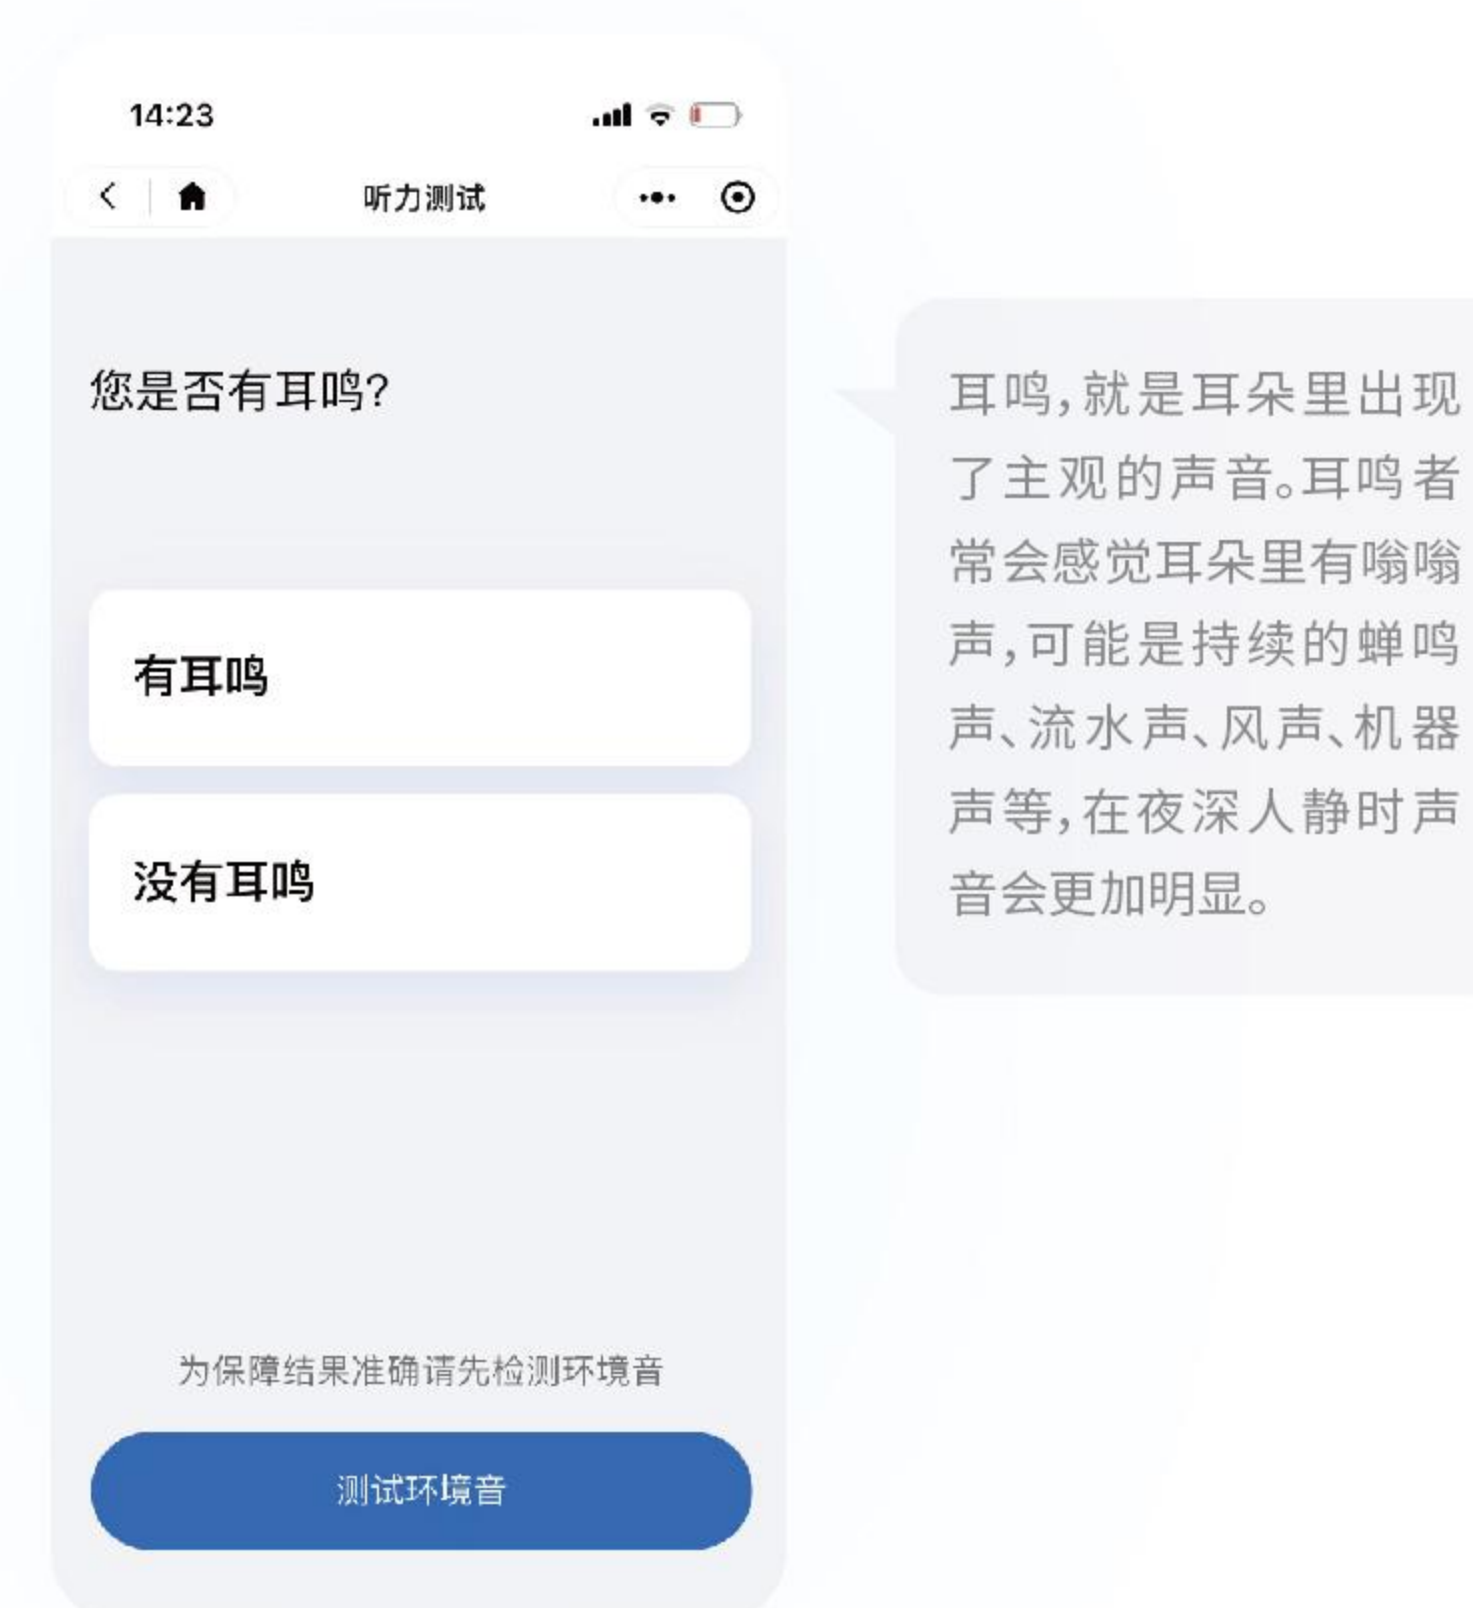 14:23
听力测试
您是否有耳鸣?
有耳鸣
没有耳鸣
为保障结果准确请先检测环境音
测试环境音
耳鸣,就是耳朵里出现
了主观的声音。耳鸣者
常会感觉耳朵里有嗡嗡
声,可能是持续的蝉鸣
声、流水声、风声、机器
声等,在夜深人静时声
音会更加明显。